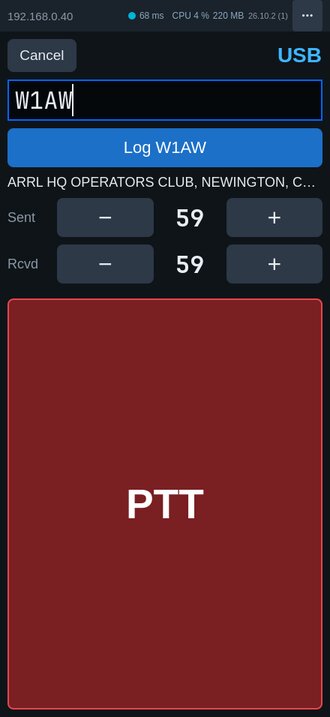 192.168.0.40 68 ms CPU 4 % 220 MB 26.10.2 (1) ...
Cancel USB
W1AW
Log W1AW
ARRL HQ OPERATORS CLUB, NEWINGTON, C...
Sent − 59 +
Rcvd − 59 +
PTT